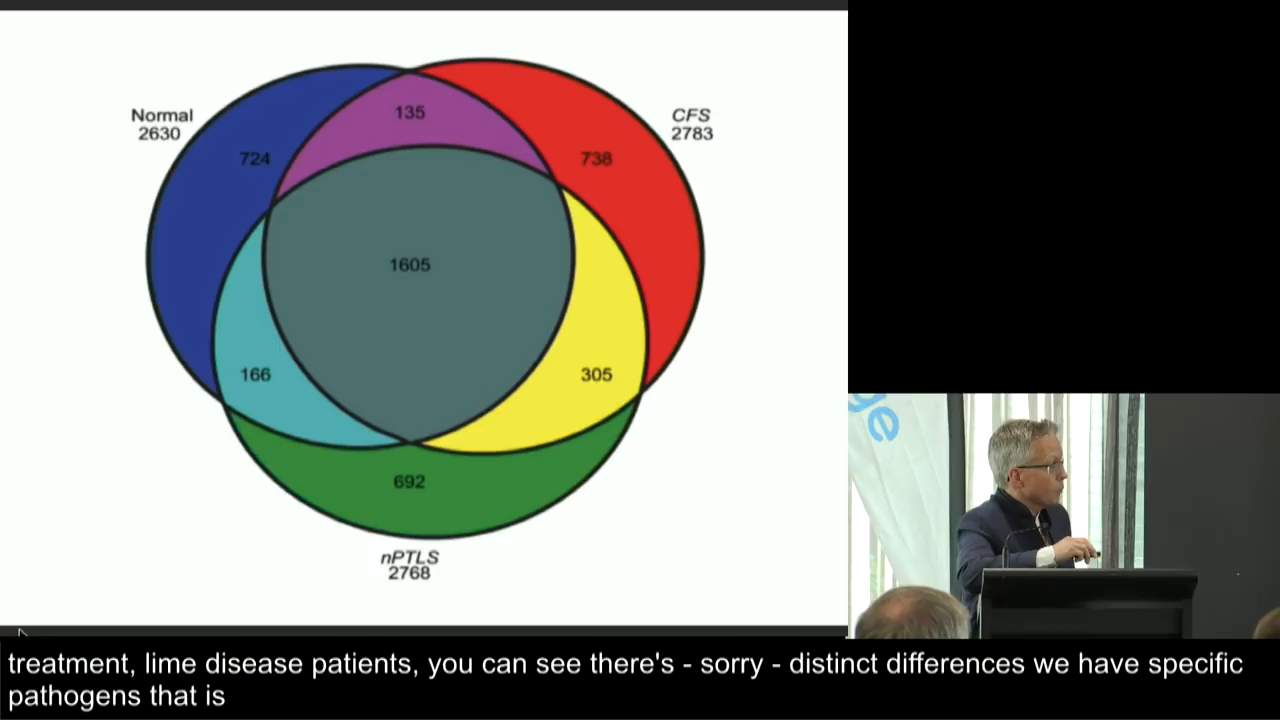 Normal
2630
CFS
2783
135
724
738
1605
166
305
692
nPTLS
2768
ge
treatment, lime disease patients, you can see there's - sorry - distinct differences we have specific
pathogens that is